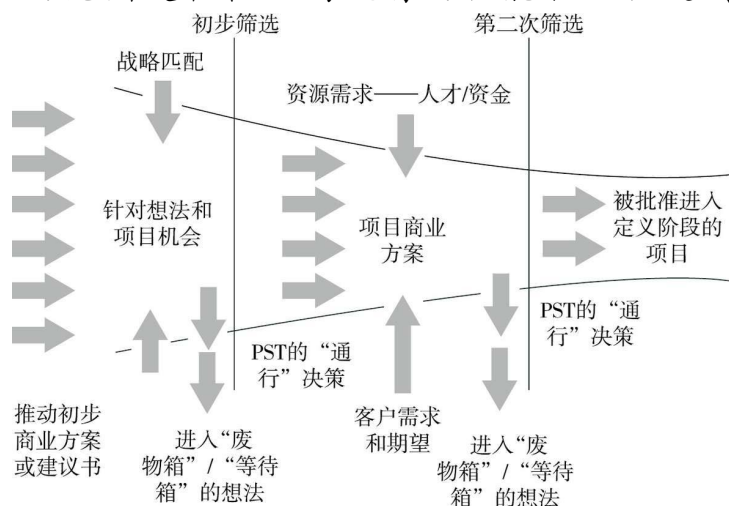 初步筛选
第二次筛选
战略匹配
资源需求——人才/资金
针对想法和
项目机会
项目商业
方案
被批准进入
定义阶段的
项目
PST的“通
行”决策
PST的“通
行”决策
推动初步
商业方案
或建议书
进入“废
物箱”/“等待
箱”的想法
客户需求
和期望
进入“废
物箱”/“等待
箱”的想法